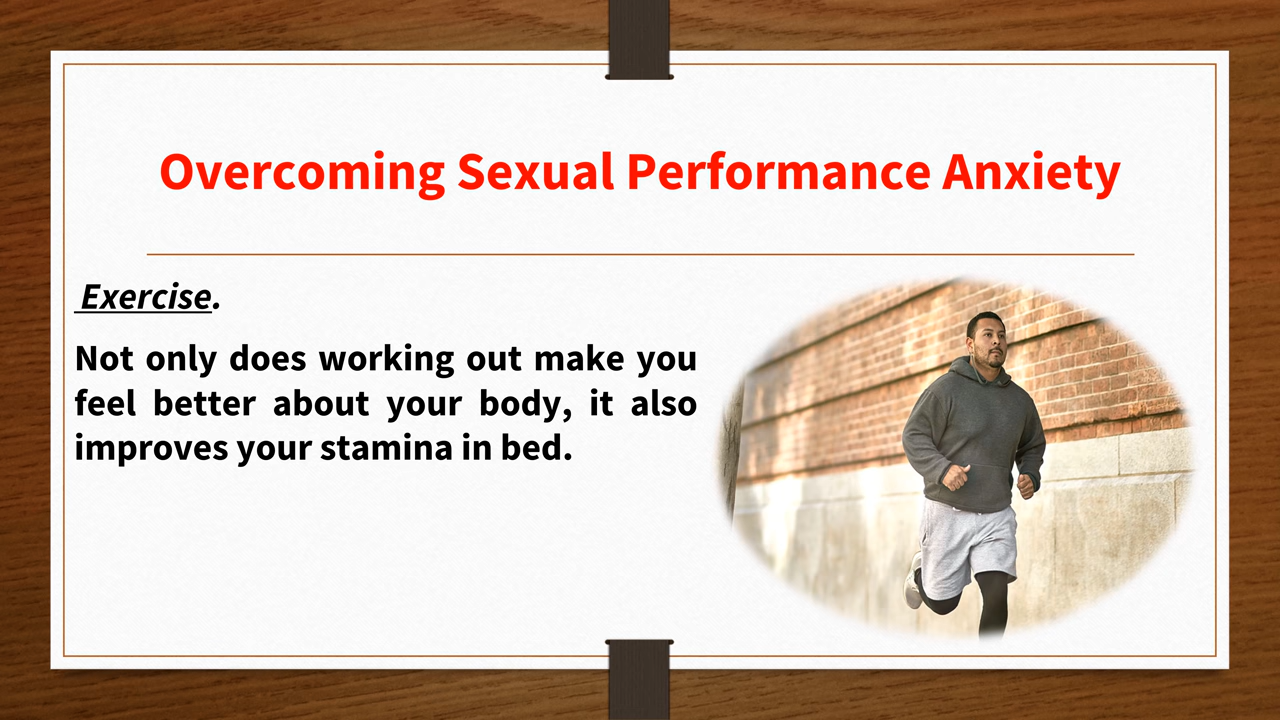 Overcoming Sexual Performance Anxiety
Exercise.
Not only does working out make you
feel better about your body, it also
improves your stamina in bed.